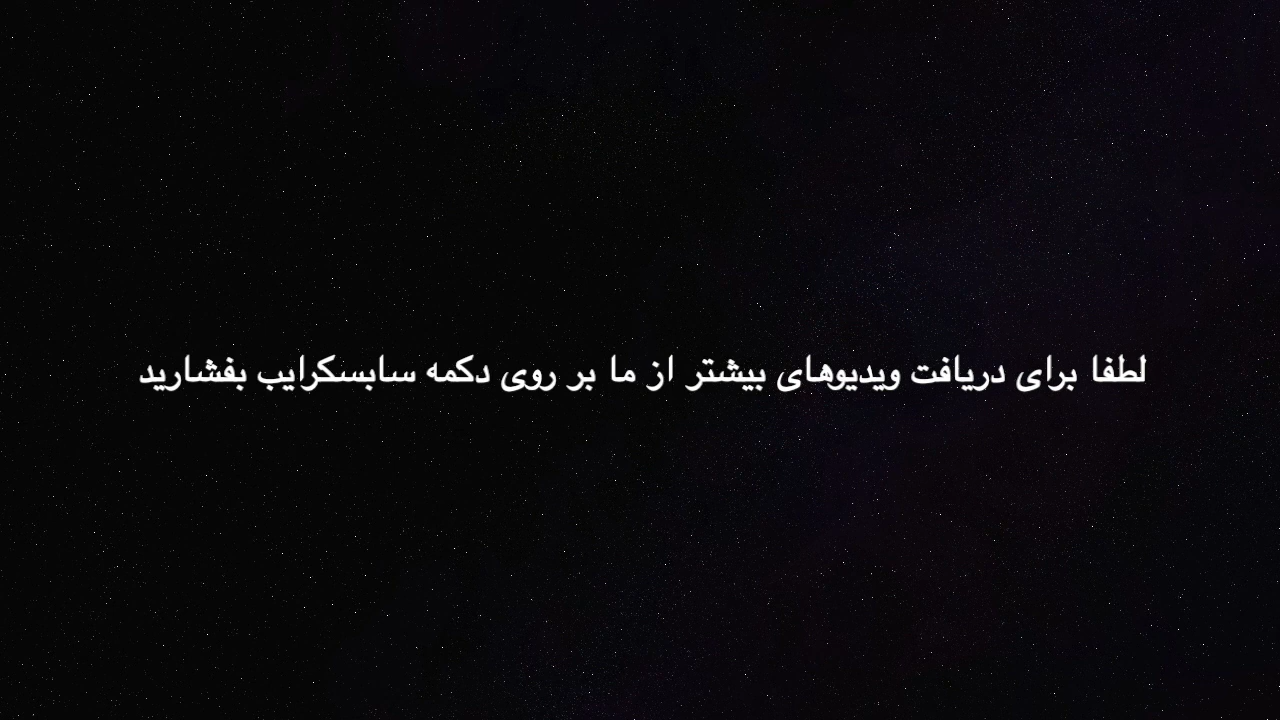 لطفا برای دریافت ویدیوهای بیشتر از ما بر روی دکمه سابسکرایب بفشارید